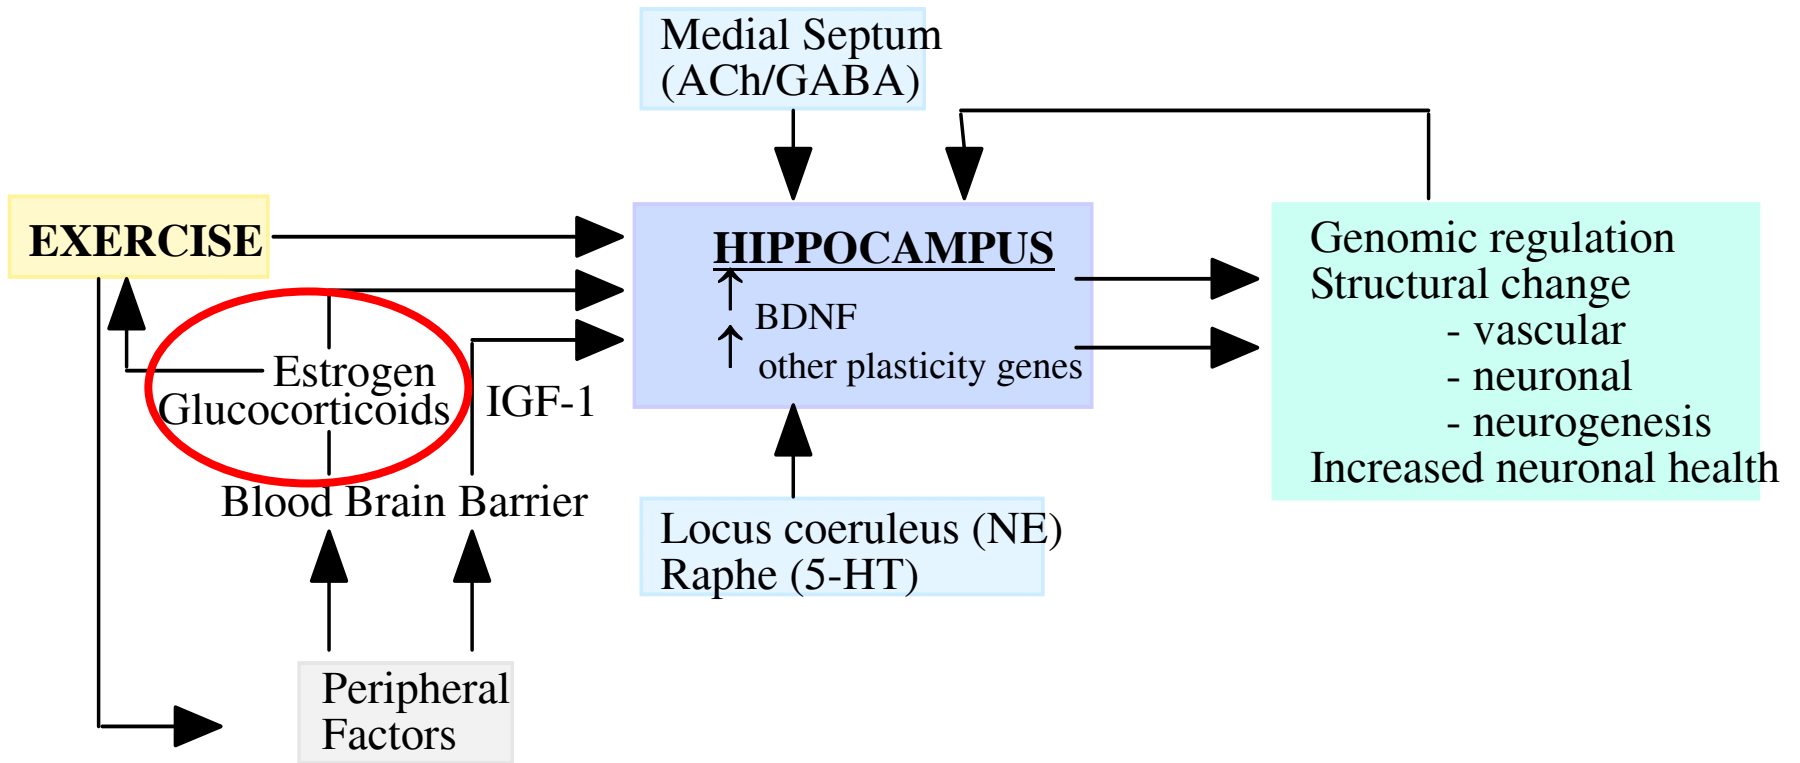 Medial Septum
(ACh/GABA)
EXERCISE
HIPPOCAMPUS
↑ BDNF
↑ other plasticity genes
Genomic regulation
Structural change
- vascular
- neuronal
- neurogenesis
Increased neuronal health
Estrogen
Glucocorticoids
IGF-1
Blood Brain Barrier
Locus coeruleus (NE)
Raphe (5-HT)
Peripheral
Factors